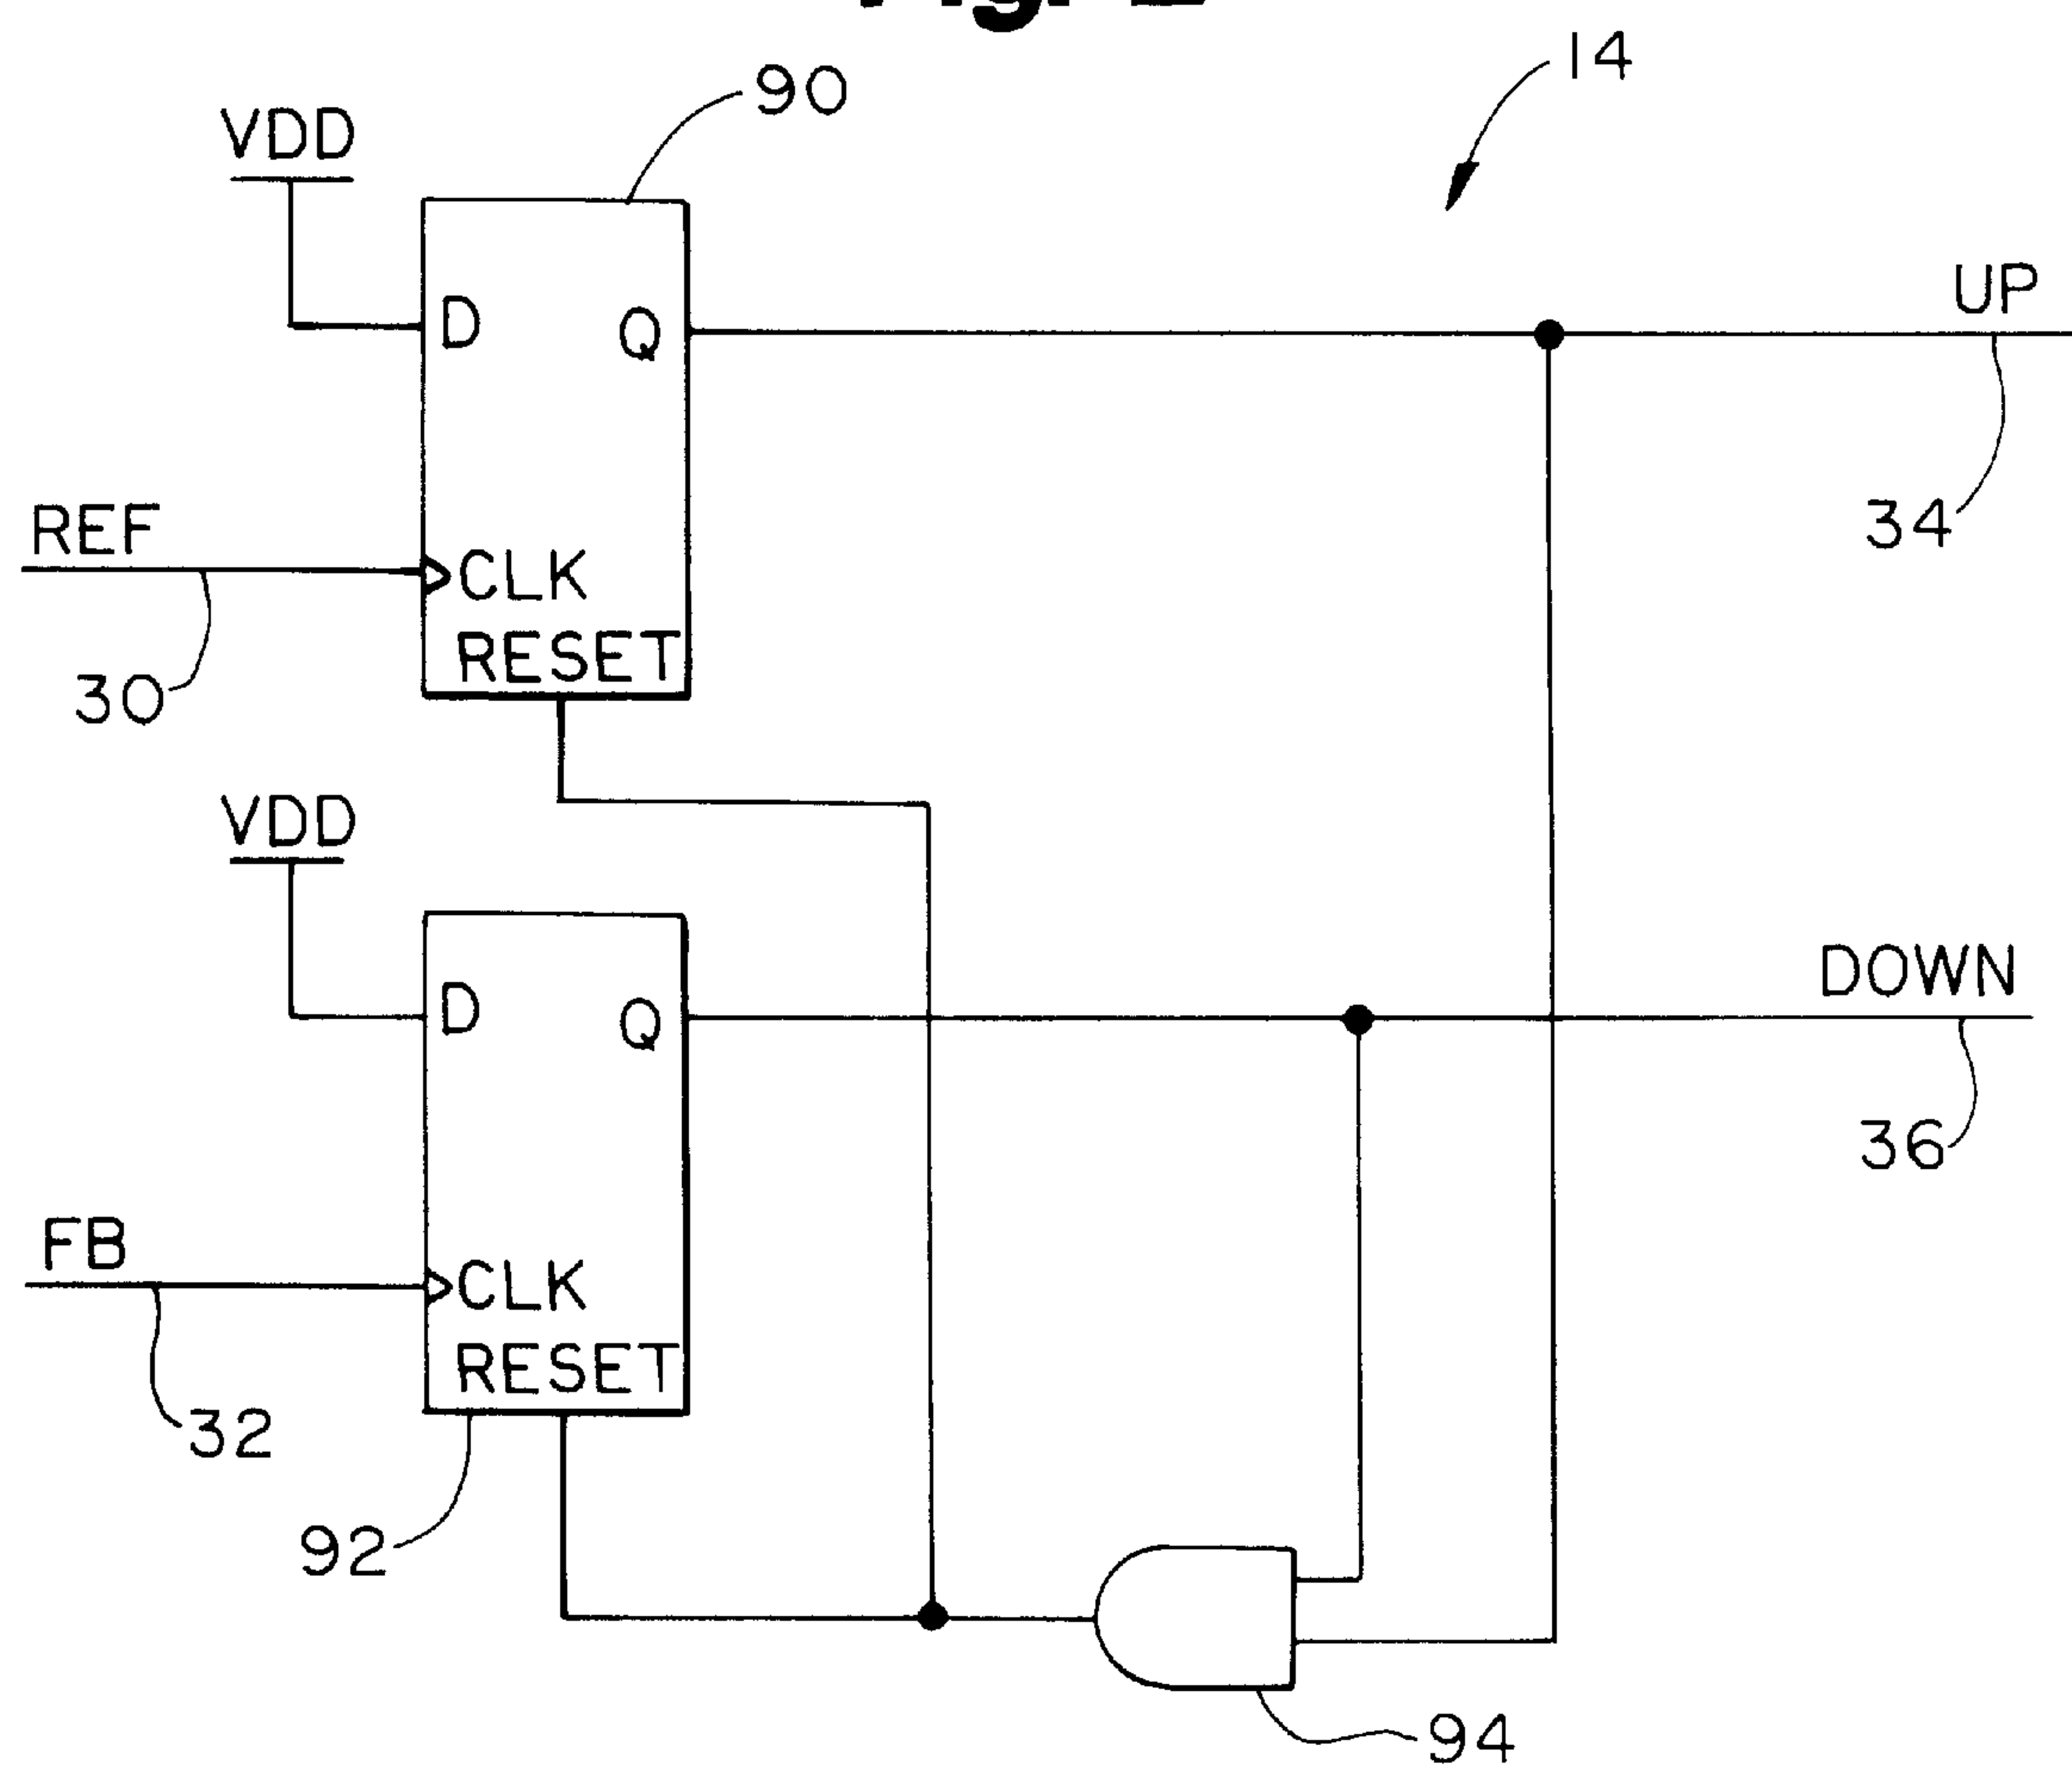 14
90
VDD
UP
D
Q
34
REF
CLK
RESET
30
VDD
DOWN
D
Q
36
FB
CLK
RESET
32
92
94